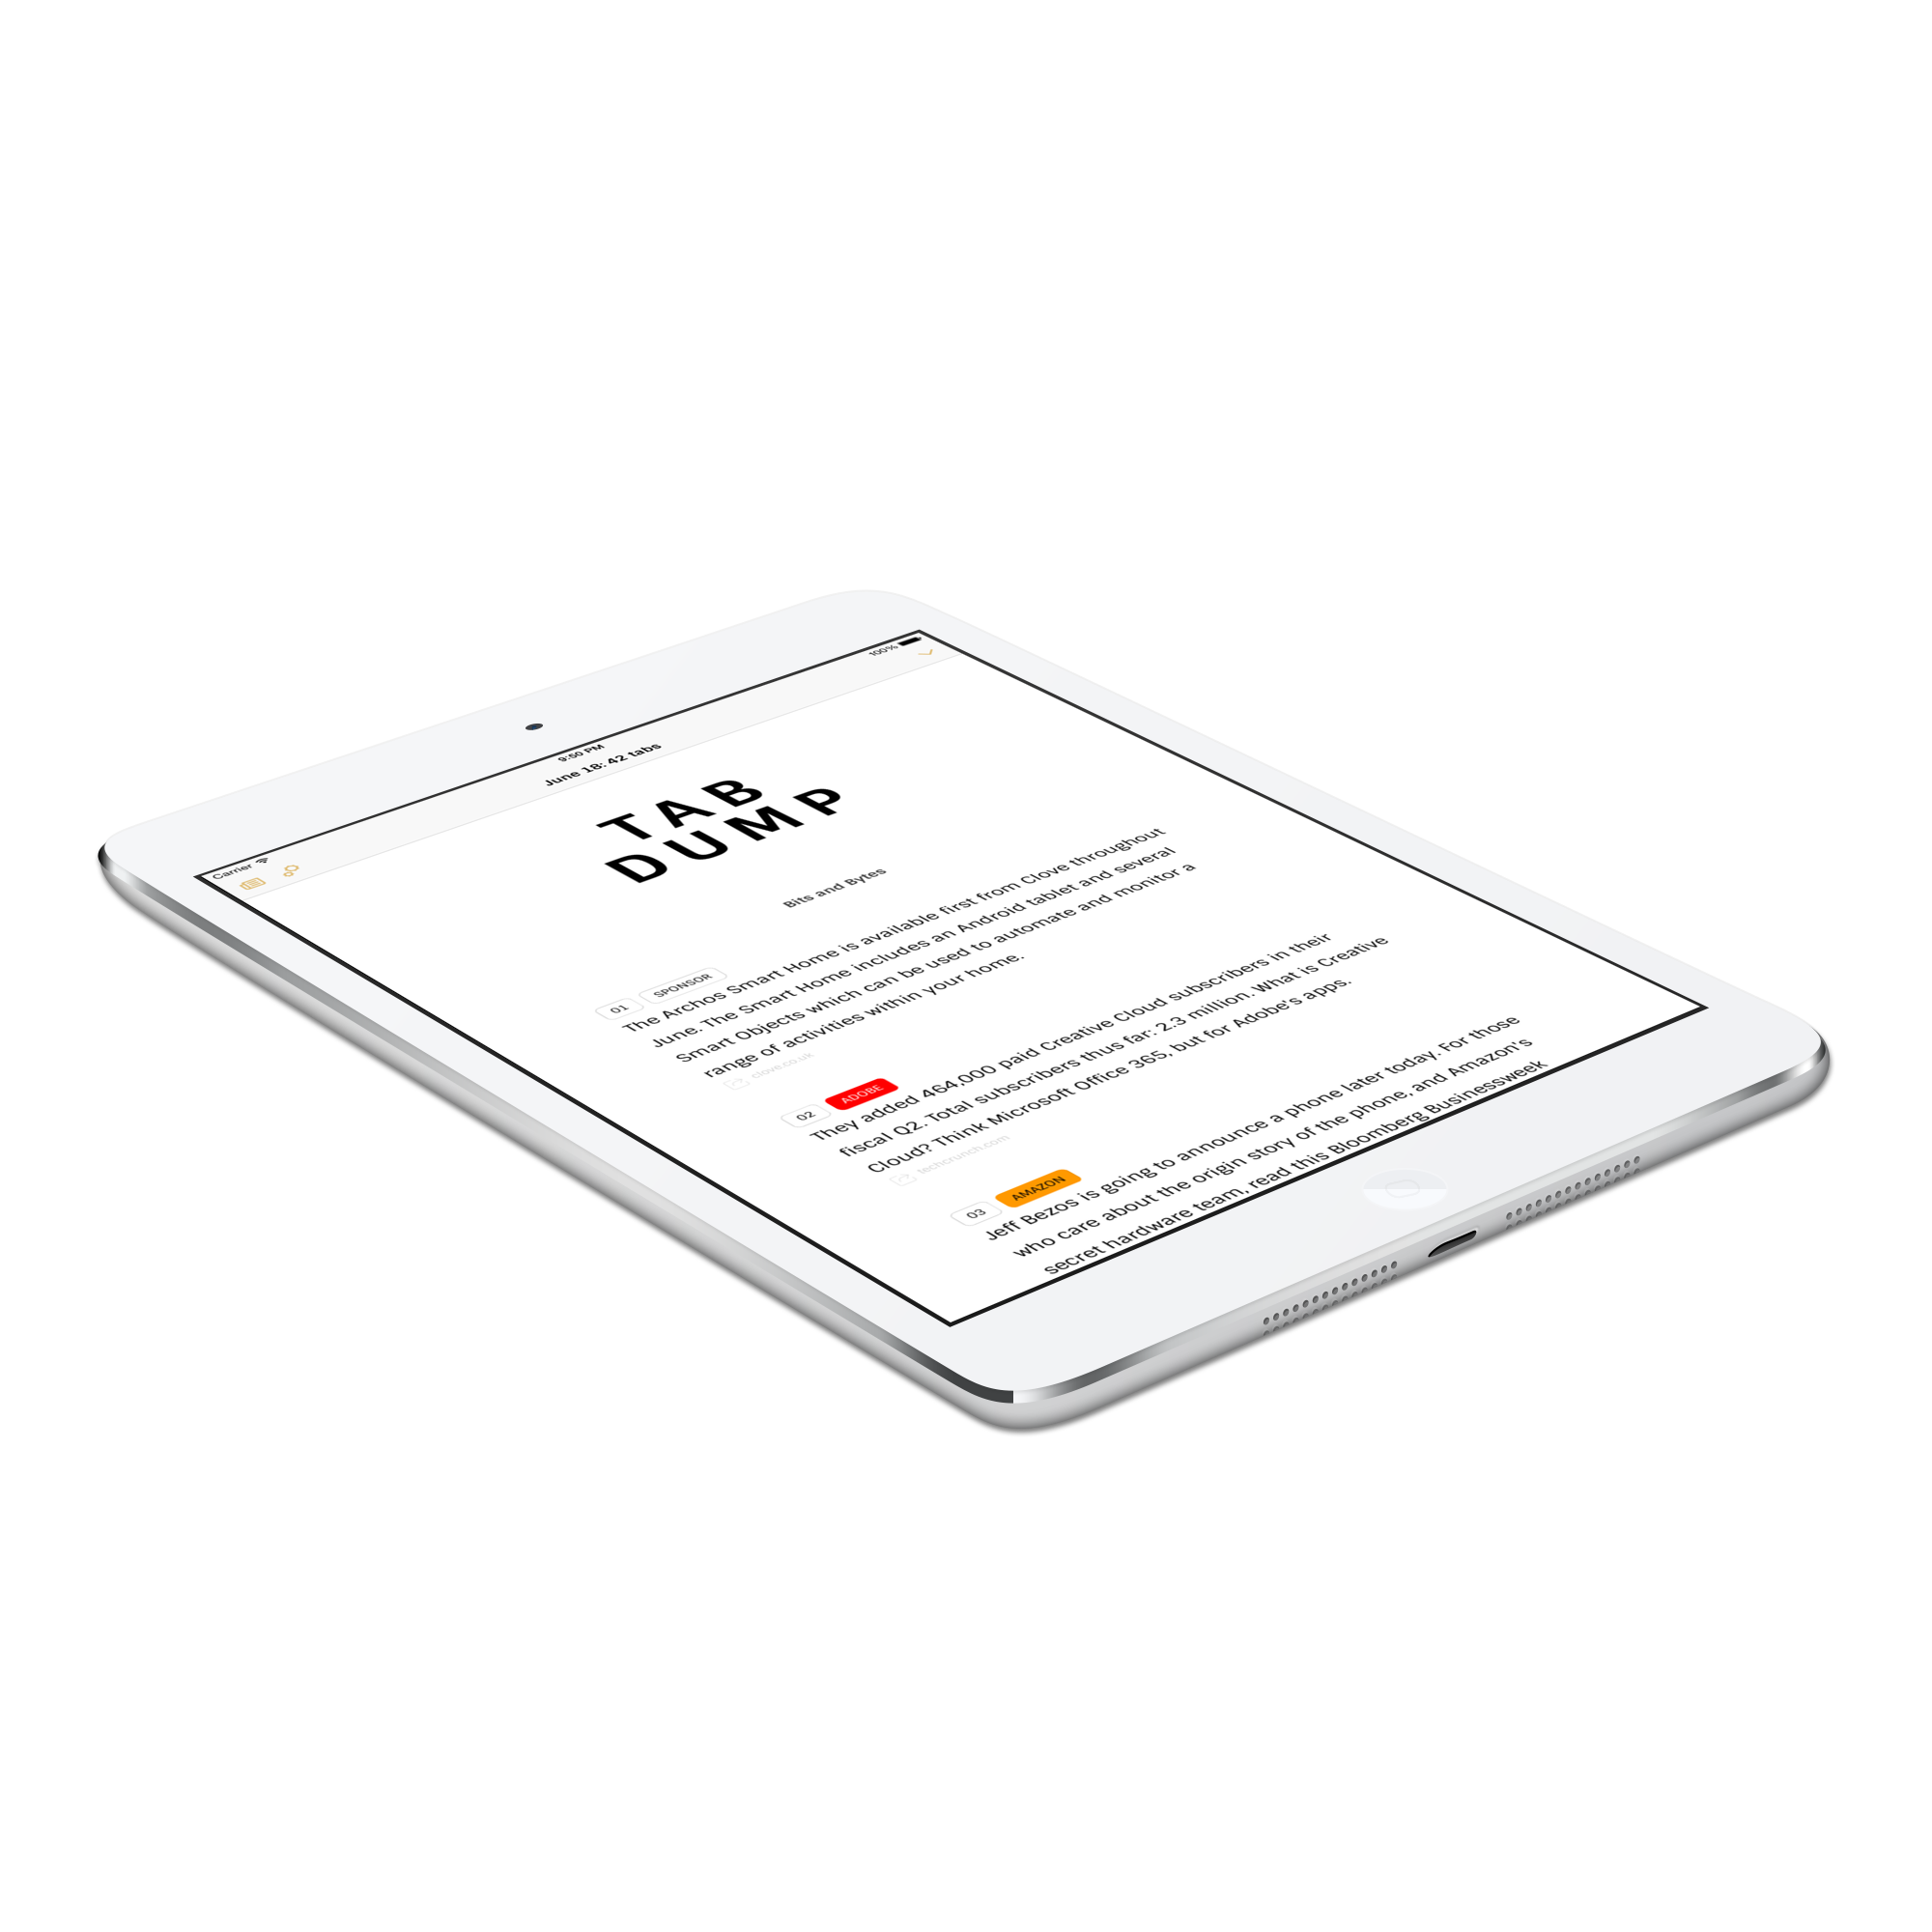 Carrier 9:50 PM 100%
June 18: 42 tabs
TAB
DUMP
Bits and Bytes
01 SPONSOR
The Archos Smart Home is available first from Clove throughout
June. The Smart Home includes an Android tablet and several
Smart Objects which can be used to automate and monitor a
range of activities within your home.
clove.co.uk
02 ADOBE
They added 464,000 paid Creative Cloud subscribers in their
fiscal Q2. Total subscribers thus far: 2.3 million. What is Creative
Cloud? Think Microsoft Office 365, but for Adobe's apps.
techcrunch.com
03 AMAZON
Jeff Bezos is going to announce a phone later today. For those
who care about the origin story of the phone, and Amazon's
secret hardware team, read this Bloomberg Businessweek